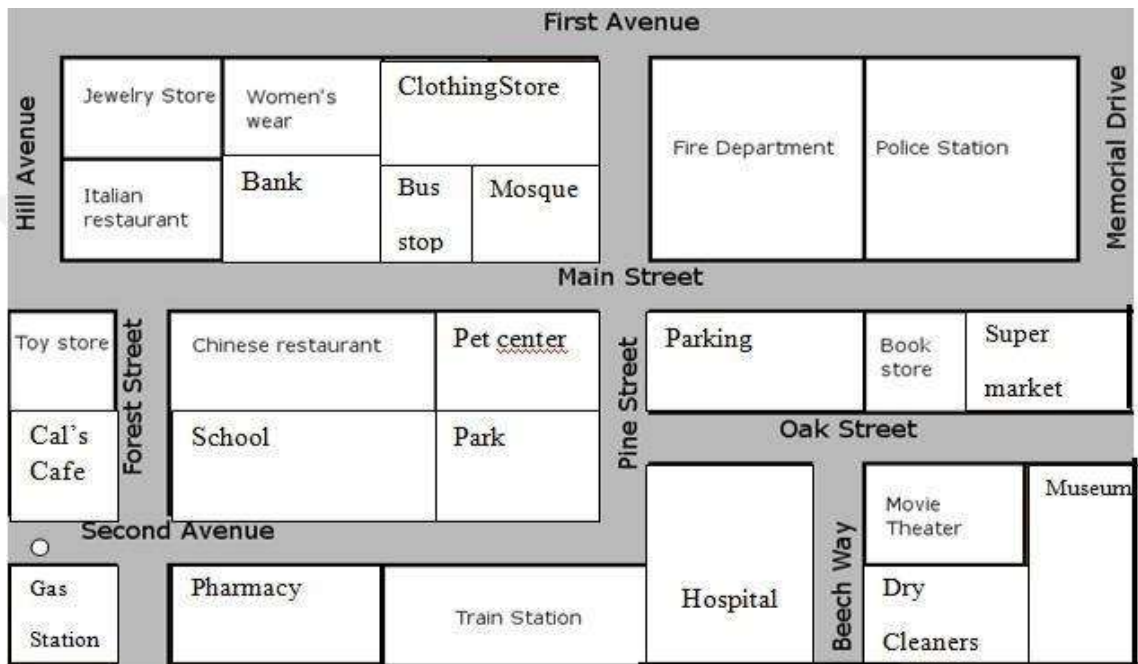 First Avenue
Hill Avenue
Jewelry Store
Women's
wear
ClothingStore
Fire Department
Police Station
Memorial Drive
Italian
restaurant
Bank
Bus
stop
Mosque
Main Street
Toy store
Forest Street
Chinese restaurant
Pet center
Pine Street
Parking
Book
store
Super
market
Cal's
Cafe
School
Park
Oak Street
Second Avenue
Gas
Station
Pharmacy
Train Station
Hospital
Beech Way
Movie
Theater
Museum
Dry
Cleaners